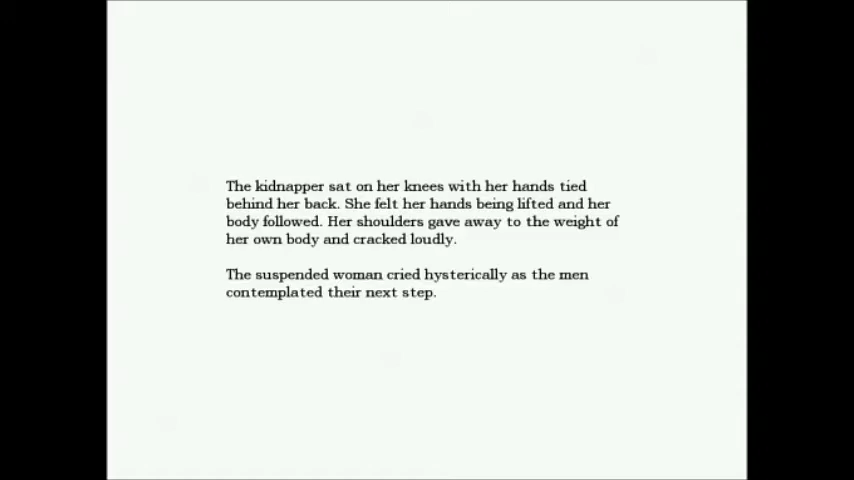 The kidnapper sat on her knees with her hands tied
behind her back. She felt her hands being lifted and her
body followed. Her shoulders gave away to the weight of
her own body and cracked loudly.
The suspended woman cried hysterically as the men
contemplated their next step.